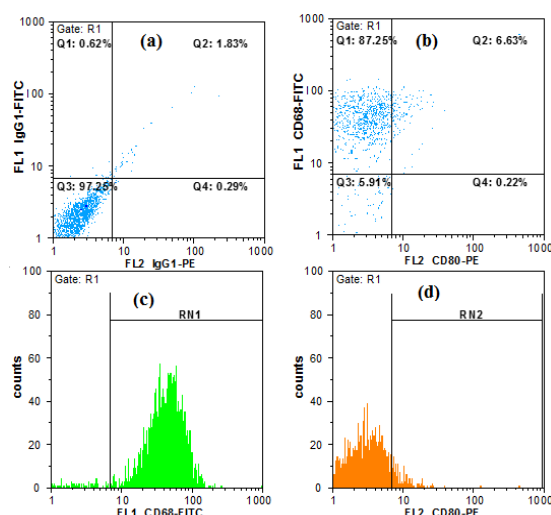 Gate: R1
(a)
Q1: 0.62%
Q2: 1.83%
Q3: 97.25%
Q4: 0.29%
1000
100
10
1
1
10
100
1000
FL1 IgG1-FITC
FL2 IgG1-PE
Gate: R1
(b)
Q1: 87.25%
Q2: 6.63%
Q3: 5.91%
Q4: 0.22%
1000
100
10
1
1
10
100
1000
FL1 CD68-FITC
FL2 CD80-PE
Gate: R1
(c)
RN1
100
80
60
40
20
0
1
10
100
1000
counts
FL1 CD68-FITC
Gate: R1
(d)
RN2
100
80
60
40
20
0
1
10
100
1000
counts
FL2 CD80-PE